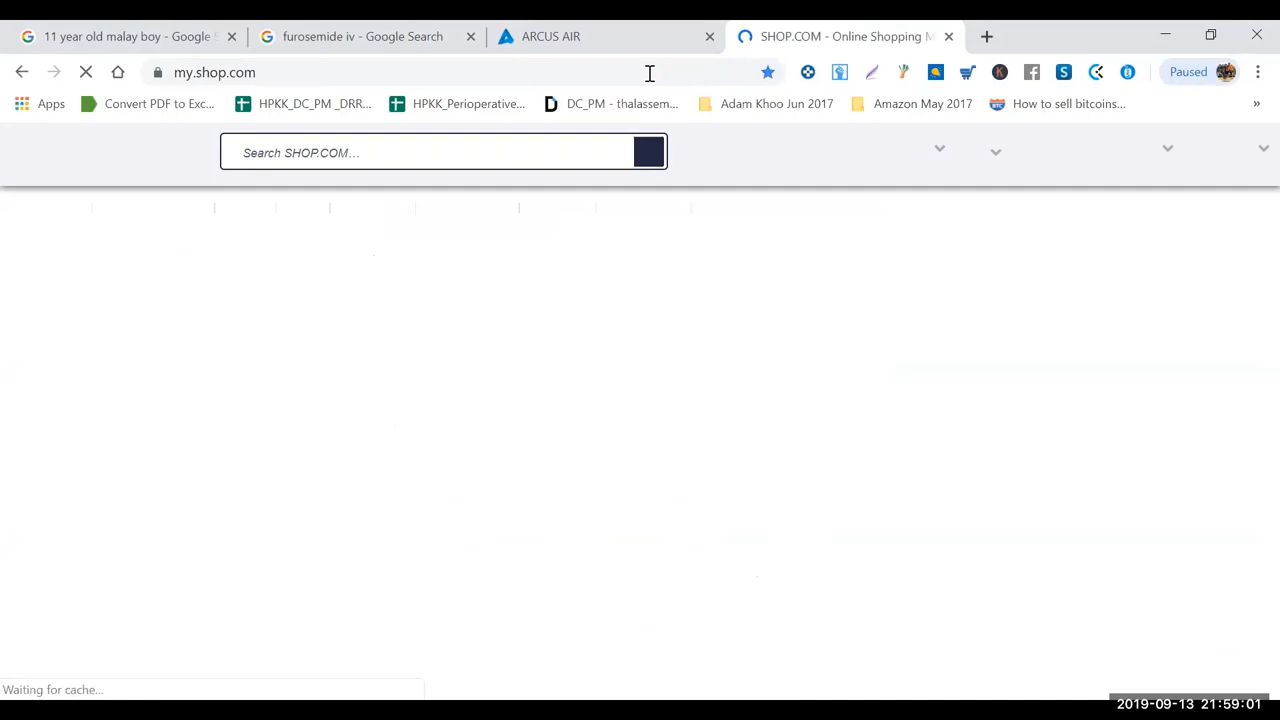 11 year old malay boy - Google S
furosemide iv - Google Search
ARCUS AIR
SHOP.COM - Online Shopping M
my.shop.com
Paused
Apps
Convert PDF to Exc...
HPKK_DC_PM _DRR...
HPKK_Perioperative...
DC_PM - thalassem...
Adam Khoo Jun 2017
Amazon May 2017
How to sell bitcoins...
»
Search SHOP.COM...
Waiting for cache...
2019-09-13 21:59:01